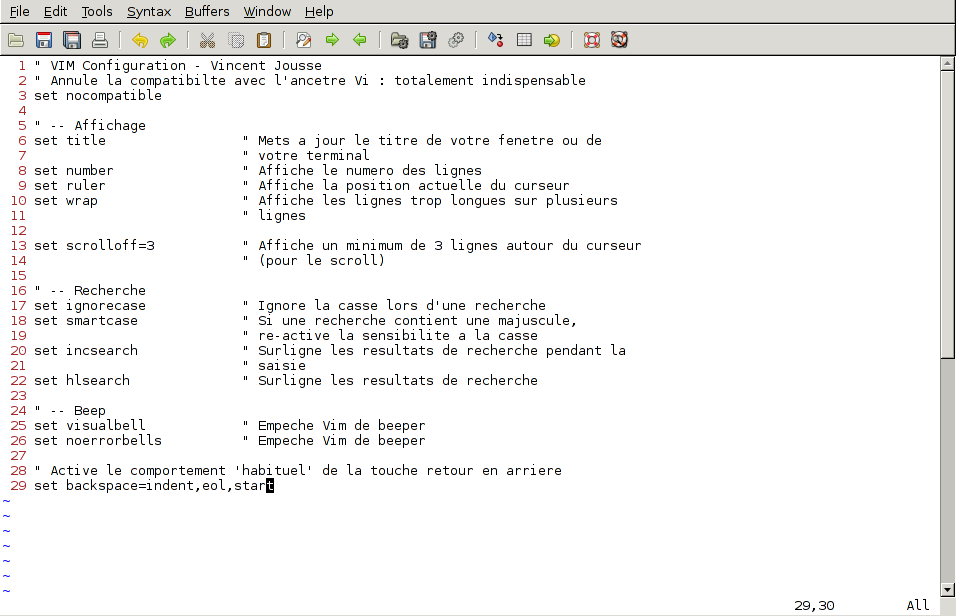 File Edit Tools Syntax Buffers Window Help
1 " VIM Configuration - Vincent Jousse
2 " Annule la compatibilte avec l'ancetre Vi : totalement indispensable
3 set nocompatible
4
5 " -- Affichage
6 set title " Mets a jour le titre de votre fenetre ou de
7 " votre terminal
8 set number " Affiche le numero des lignes
9 set ruler " Affiche la position actuelle du curseur
10 set wrap " Affiche les lignes trop longues sur plusieurs
11 " lignes
12
13 set scrolloff=3 " Affiche un minimum de 3 lignes autour du curseur
14 " (pour le scroll)
15
16 " -- Recherche
17 set ignorecase " Ignore la casse lors d'une recherche
18 set smartcase " Si une recherche contient une majuscule,
19 " re-active la sensibilite a la casse
20 set incsearch " Surligne les resultats de recherche pendant la
21 " saisie
22 set hlsearch " Surligne les resultats de recherche
23
24 " -- Beep
25 set visualbell " Empeche Vim de beeper
26 set noerrorbells " Empeche Vim de beeper
27
28 " Active le comportement 'habituel' de la touche retour en arriere
29 set backspace=indent,eol,start
~
~
~
~
~
~
~
29,30 All